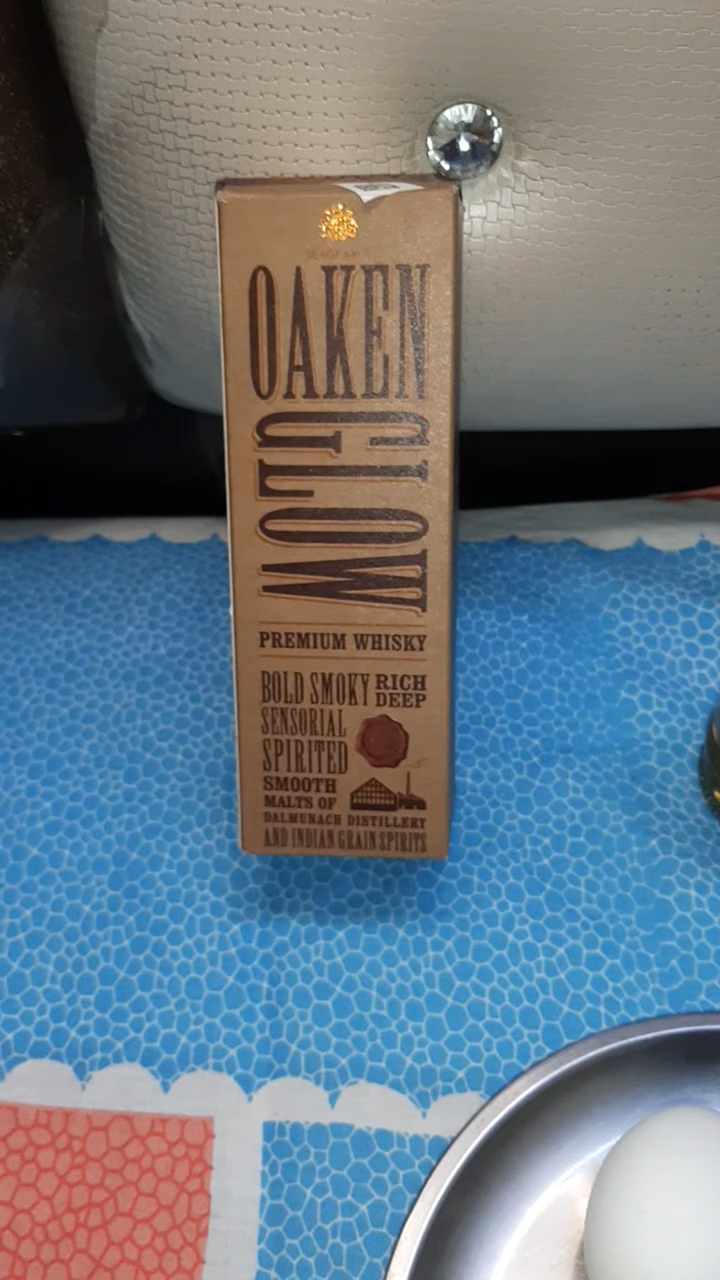 SEAGRAM'S
OAKEN
GLOW
PREMIUM WHISKY
BOLD SMOKY RICH DEEP
SENSORIAL
SPIRITED
SMOOTH
MALTS OF
DALMUNACH DISTILLERY
AND INDIAN GRAIN SPIRITS